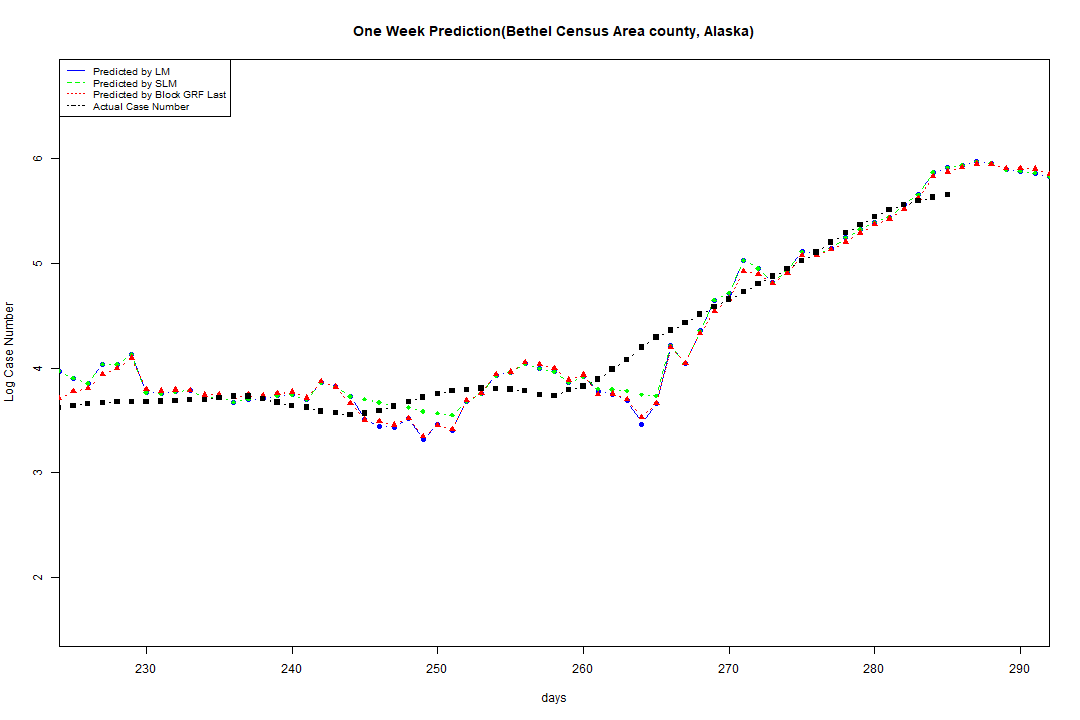 One Week Prediction(Bethel Census Area county, Alaska)
Predicted by LM
Predicted by SLM
Predicted by Block GRF Last
Actual Case Number
6
5
4
3
2
Log Case Number
230 240 250 260 270 280 290
days